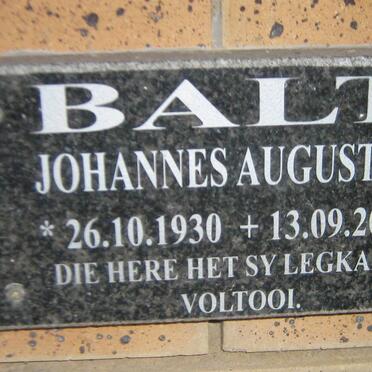 BALT
JOHANNES AUGUST
* 26.10.1930 + 13.09.20
DIE HERE HET SY LEGKA
VOLTOOI.